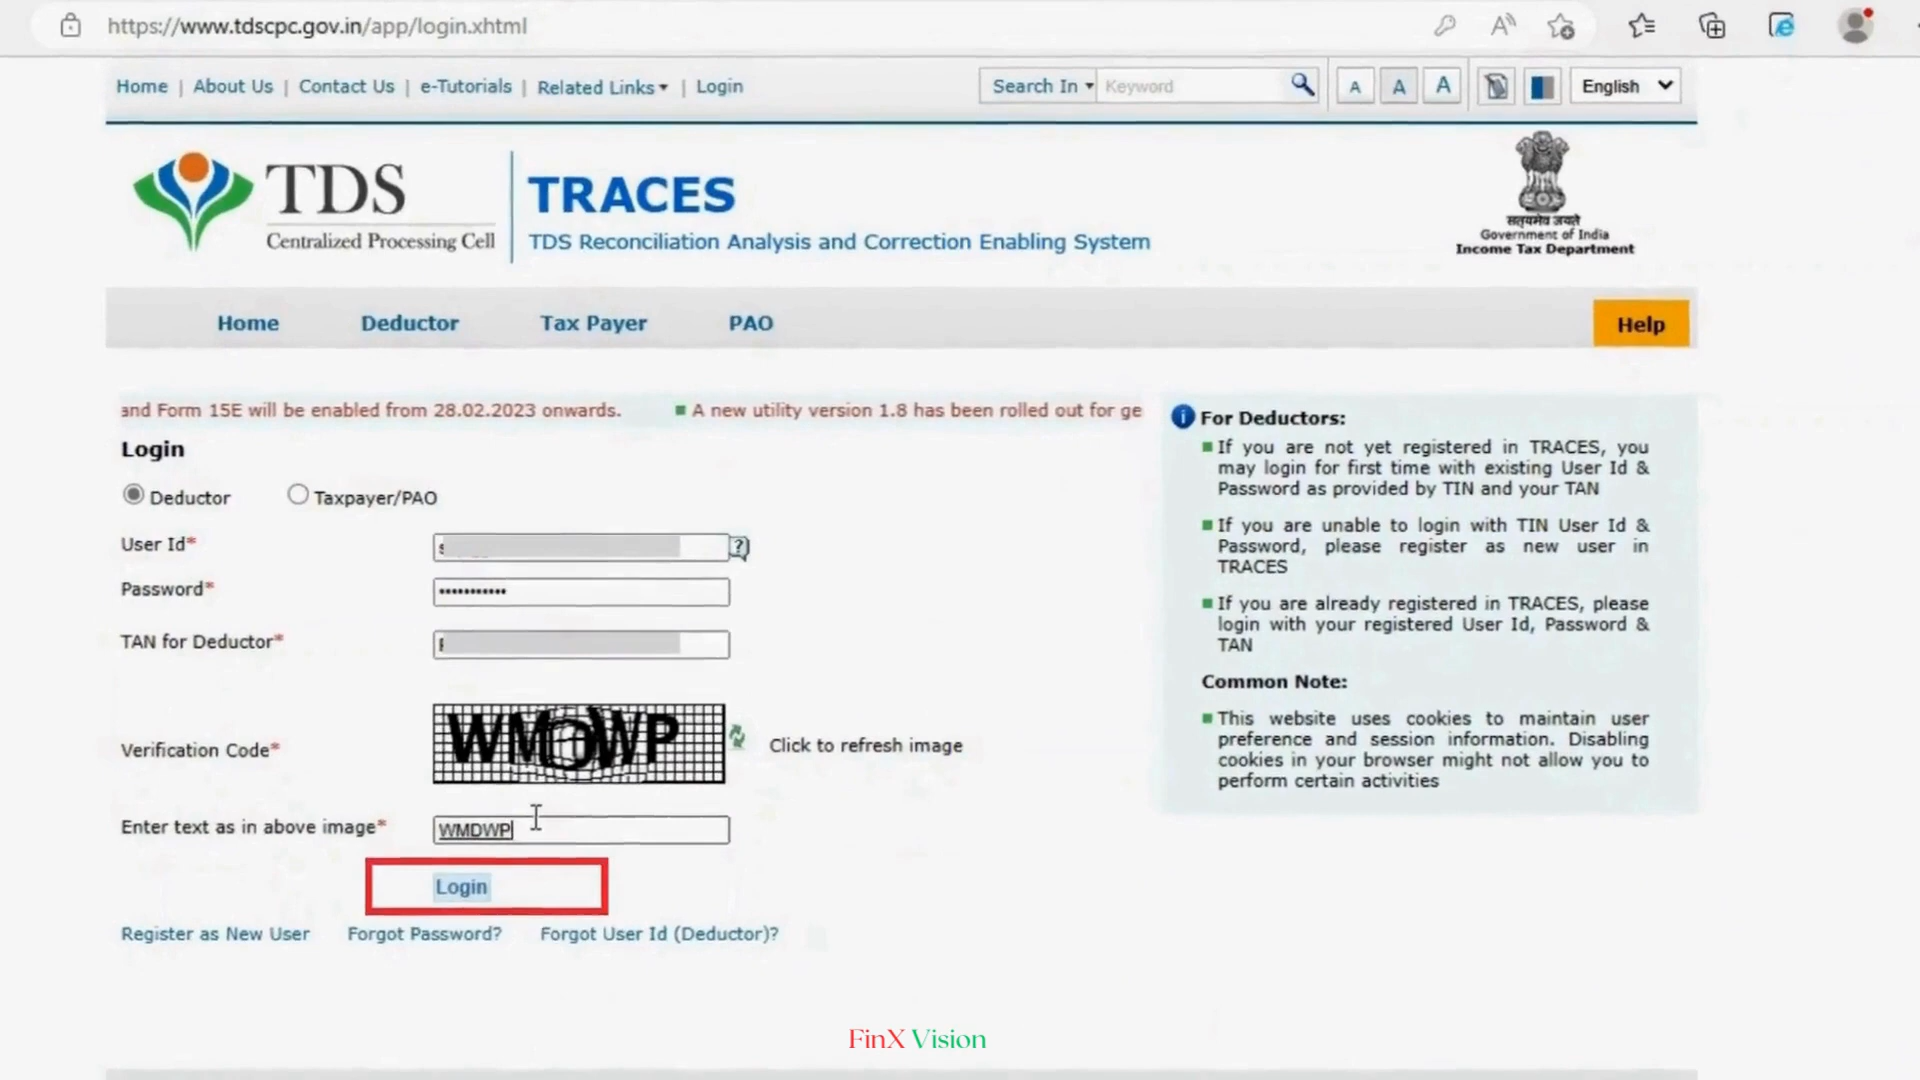 https://www.tdscpc.gov.in/app/login.xhtml
Home | About Us | Contact Us | e-Tutorials | Related Links | Login
Search In Keyword A A A English
TDS
Centralized Processing Cell
TRACES
TDS Reconciliation Analysis and Correction Enabling System
सत्यमेव जयते
Government of India
Income Tax Department
Home Deductor Tax Payer PAO Help
and Form 15E will be enabled from 28.02.2023 onwards. A new utility version 1.8 has been rolled out for ge
Login
Deductor Taxpayer/PAO
User Id*
Password*
TAN for Deductor*
Verification Code* WMDWP Click to refresh image
Enter text as in above image* WMDWP
Login
Register as New User Forgot Password? Forgot User Id (Deductor)?
For Deductors:
If you are not yet registered in TRACES, you
may login for first time with existing User Id &
Password as provided by TIN and your TAN
If you are unable to login with TIN User Id &
Password, please register as new user in
TRACES
If you are already registered in TRACES, please
login with your registered User Id, Password &
TAN
Common Note:
This website uses cookies to maintain user
preference and session information. Disabling
cookies in your browser might not allow you to
perform certain activities
FinX Vision